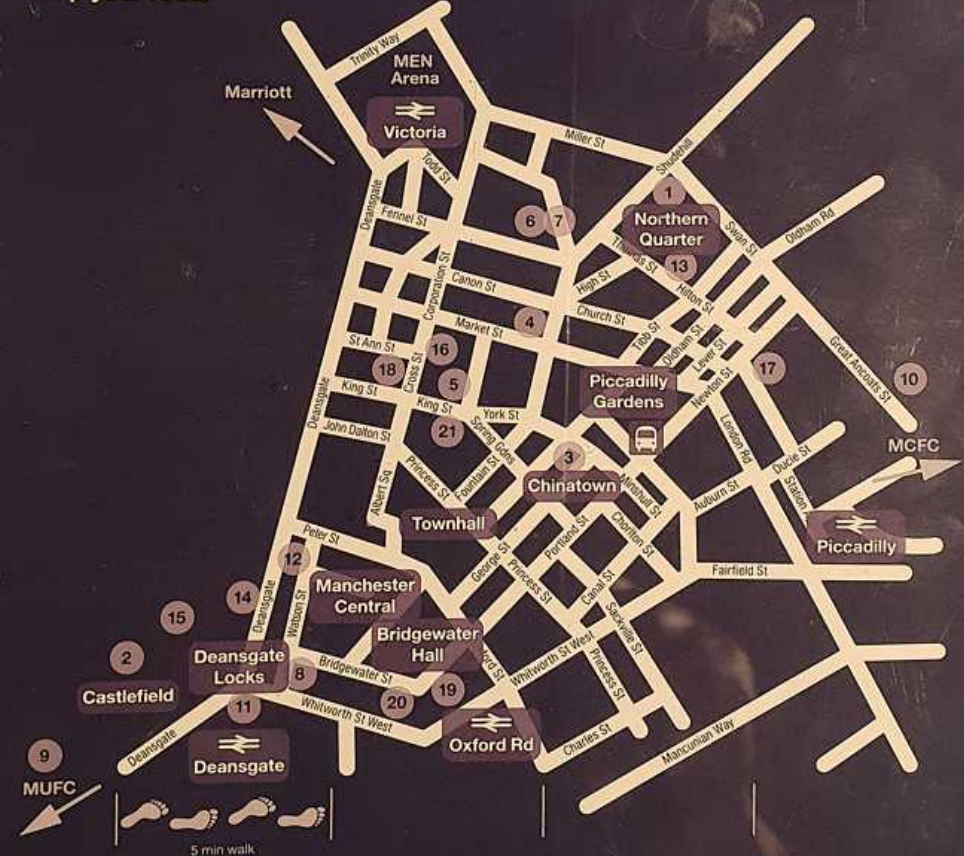 Trinity Way
MEN
Arena
Marriott
Victoria
Todd St
Miller St
Shudehill
Deansgate
Fennel St
6
7
1
Northern
Quarter
Swan St
Oldham Rd
Thomas St
13
High St
Hilton St
Corporation St
Canon St
Church St
Market St
4
Tibb St
Oldham St
Lever St
Great Ancoats St
St Ann St
16
18
Cross St
5
17
10
Newton St
Piccadilly
Gardens
King St
King St
York St
21
Spring Gdns
Deansgate
John Dalton St
London Rd
MCFC
3
Ducie St
Princess St
Fountain St
Chinatown
Minshull St
Auburn St
Station
Albert Sq
Townhall
Portland St
Chorlton St
Piccadilly
Peter St
12
George St
Princess St
Fairfield St
Manchester
Central
Canal St
14
Deansgate
Watson St
15
Sackville St
Bridgewater
Hall
2
Deansgate
Locks
8
Bridgewater St
Whitworth St West
Princess St
Castlefield
20
19
11
Whitworth St West
Oxford Rd
Charles St
Mancunian Way
Deansgate
Deansgate
9
MUFC
5 min walk